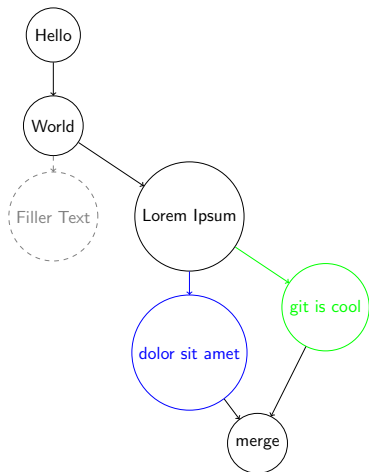 Hello
World
Filler Text
Lorem Ipsum
git is cool
dolor sit amet
merge